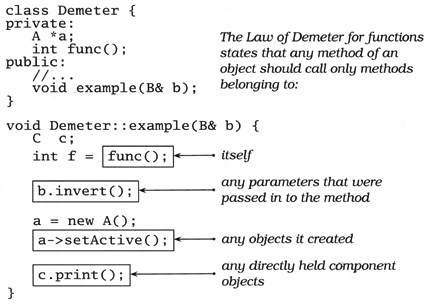 class Demeter {
private:
A *a;
int func();
public:
//...
void example(B& b);
}
The Law of Demeter for functions
states that any method of an
object should call only methods
belonging to:
void Demeter::example(B& b) {
C c;
int f = func();
itself
b.invert();
any parameters that were
passed in to the method
a = new A();
a->setActive();
any objects it created
c.print();
any directly held component
objects
}